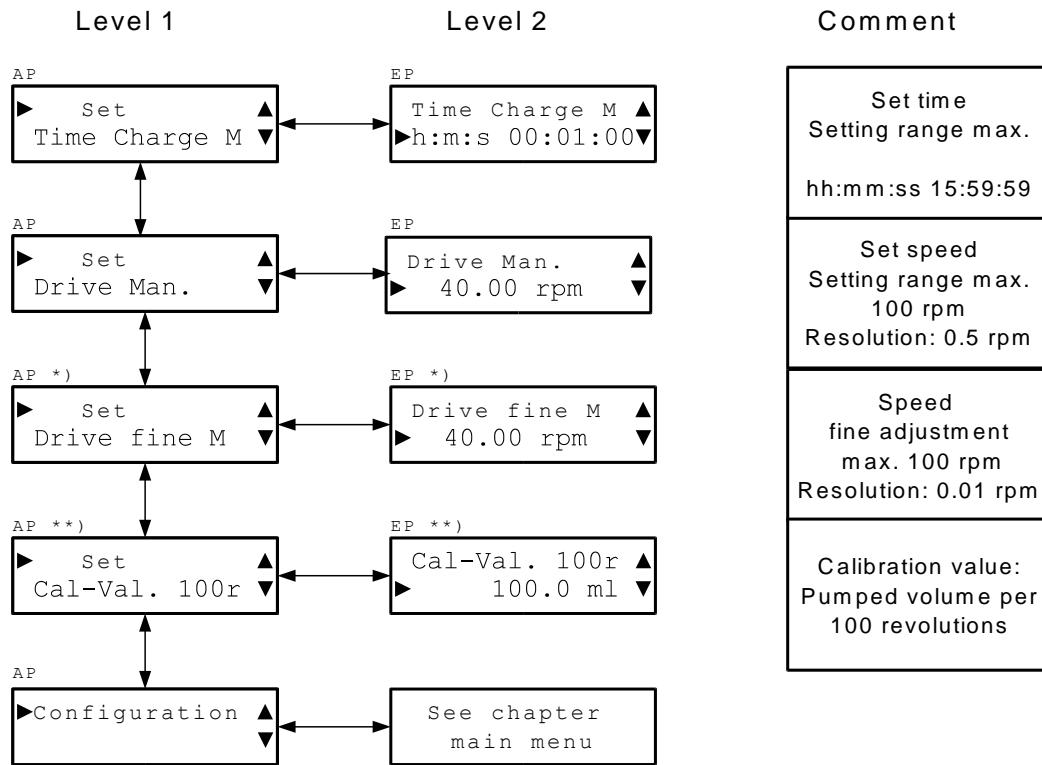 Level 1
Level 2
Comment
AP
EP
▶ Set ▲
Time Charge M ▼
Time Charge M ▲
▶h:m:s 00:01:00▼
Set time
Setting range max.
hh:mm:ss 15:59:59
AP
EP
▶ Set ▲
Drive Man. ▼
Drive Man. ▲
▶ 40.00 rpm ▼
Set speed
Setting range max.
100 rpm
Resolution: 0.5 rpm
AP *)
EP *)
▶ Set ▲
Drive fine M ▼
Drive fine M ▲
▶ 40.00 rpm ▼
Speed
fine adjustment
max. 100 rpm
Resolution: 0.01 rpm
AP **)
EP **)
▶ Set ▲
Cal-Val. 100r ▼
Cal-Val. 100r ▲
▶ 100.0 ml ▼
Calibration value:
Pumped volume per
100 revolutions
AP
▶Configuration ▲
▼
See chapter
main menu